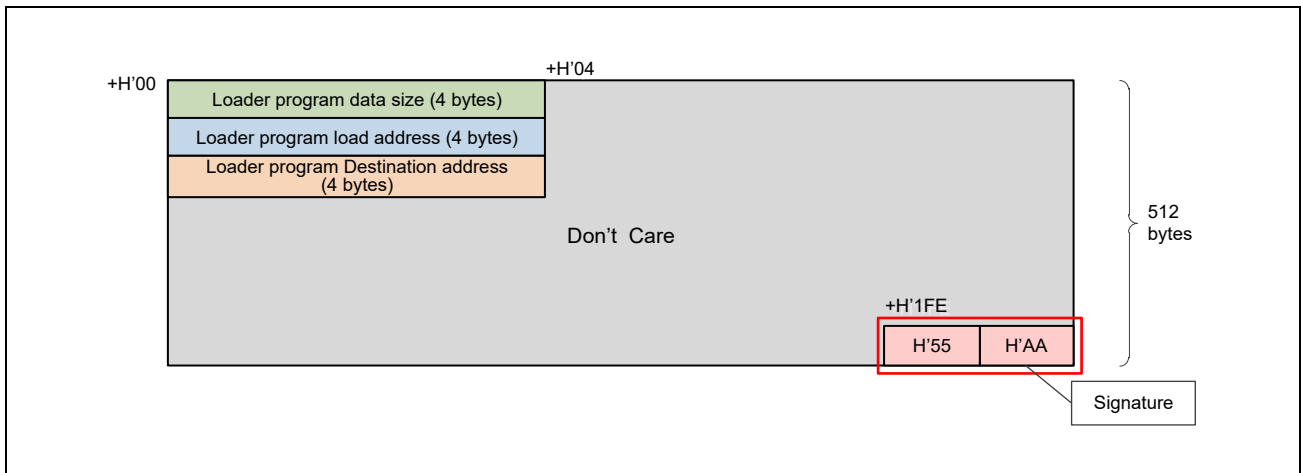 +H’00
+H’04
Loader program data size (4 bytes)
Loader program load address (4 bytes)
Loader program Destination address
(4 bytes)
Don’t Care
512
bytes
+H’1FE
H’55
H’AA
Signature